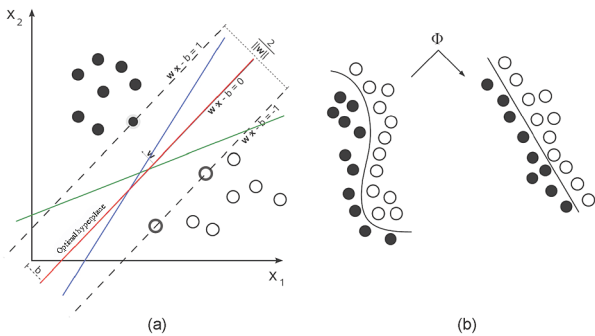 X2
w x - b = 1
2
||w||
w x - b = 0
w x - b = -1
w
Optimal hyperplane
b
X1
(a)
Φ
(b)